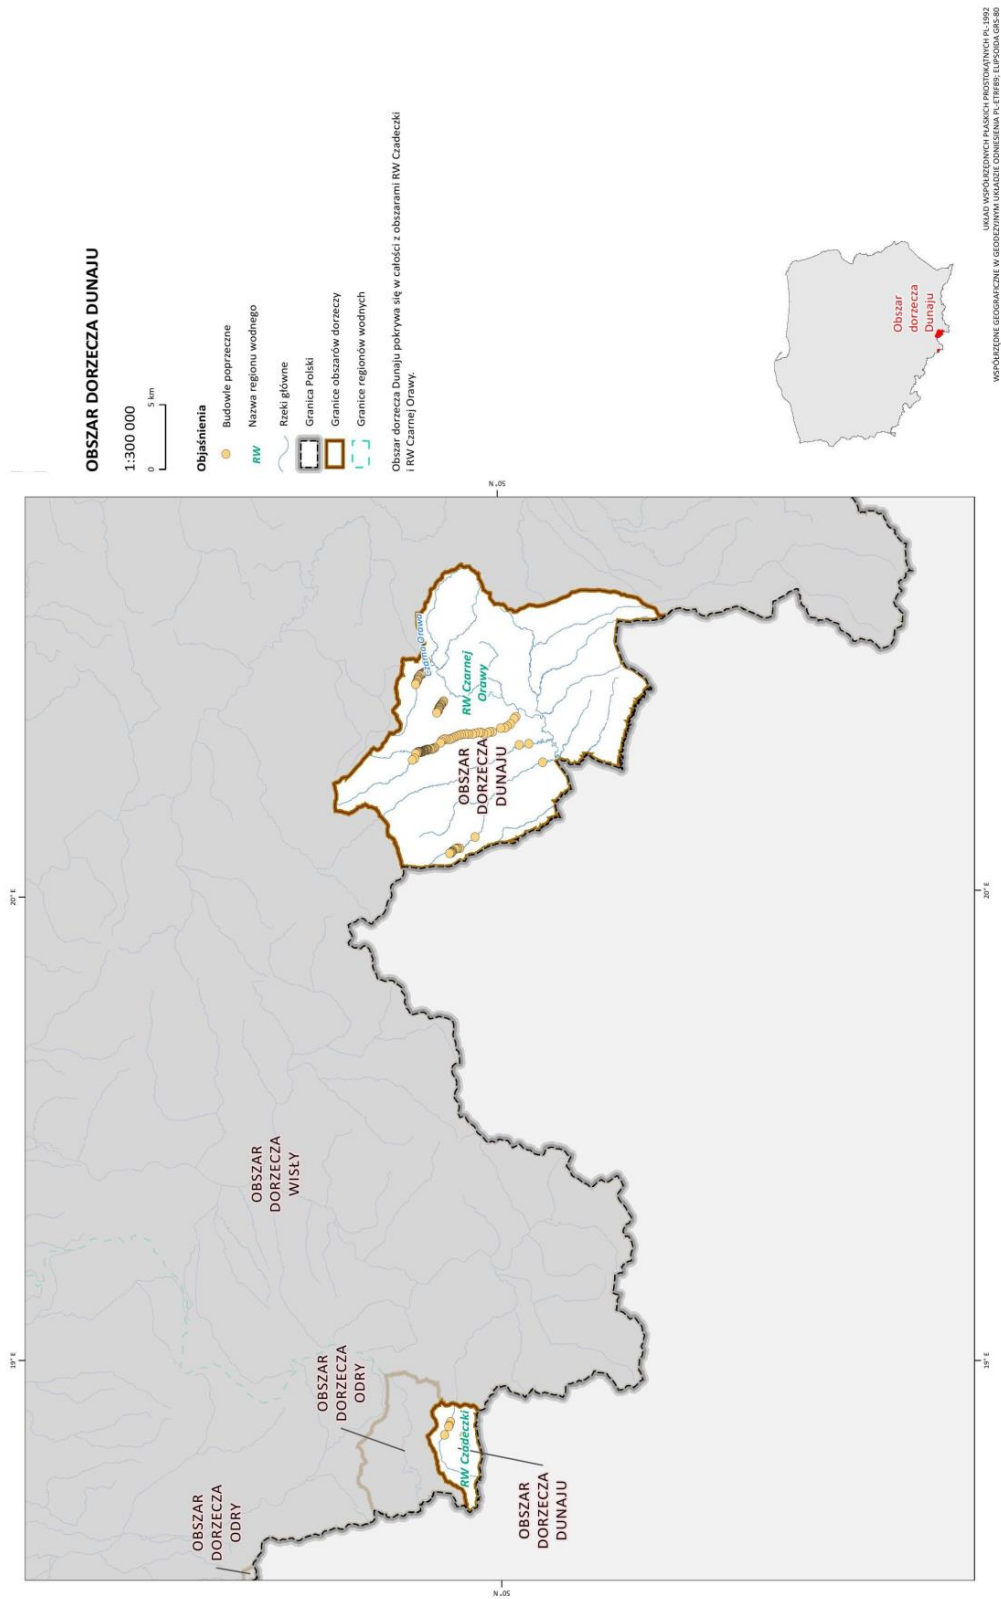 OBSZAR DORZECZA DUNAJU
1:300 000
0 5 km
Objaśnienia
Budowle poprzeczne
RW Nazwa regionu wodnego
Rzeki główne
Granica Polski
Granice obszarów dorzeczy
Granice regionów wodnych
Obszar dorzecza Dunaju pokrywa się w całości z obszarami RW Czadeczki
i RW Czarnej Orawy.
19° E
20° E
OBSZAR
DORZECZA
ODRY
OBSZAR
DORZECZA
ODRY
OBSZAR
DORZECZA
WISŁY
RW Czadeczki
OBSZAR
DORZECZA
DUNAJU
OBSZAR
DORZECZA
DUNAJU
RW Czarnej
Orawy
Czarna Orawa
50° N
50° N
19° E
20° E
Obszar
dorzecza
Dunaju
UKŁAD WSPÓŁRZĘDNYCH PŁASKICH PROSTOKĄTNYCH PL-1992
WSPÓŁRZĘDNE GEOGRAFICZNE W GEODEZYJNYM UKŁADZIE ODNIESIENIA PL-ETRF89; ELIPSOIDA GRS-80